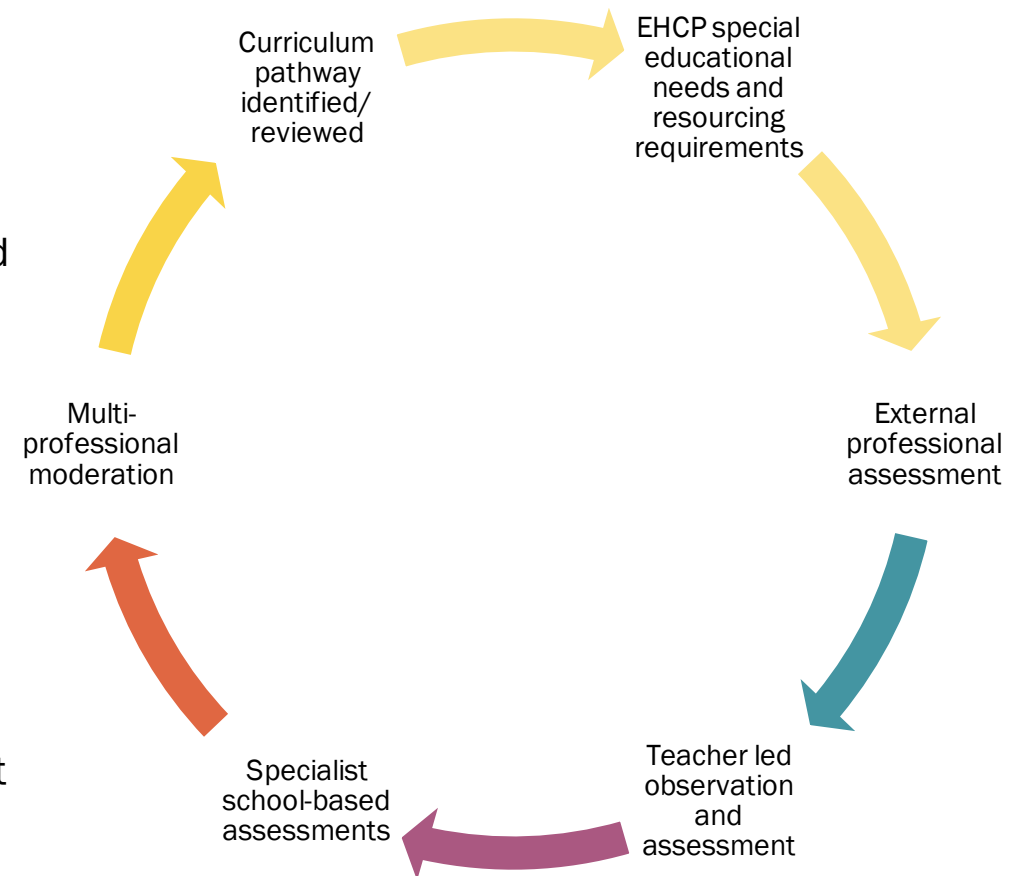 Curriculum
pathway
identified/
reviewed
EHCP special
educational
needs and
resourcing
requirements
External
professional
assessment
Teacher led
observation
and
assessment
Specialist
school-based
assessments
Multi-
professional
moderation
d
t